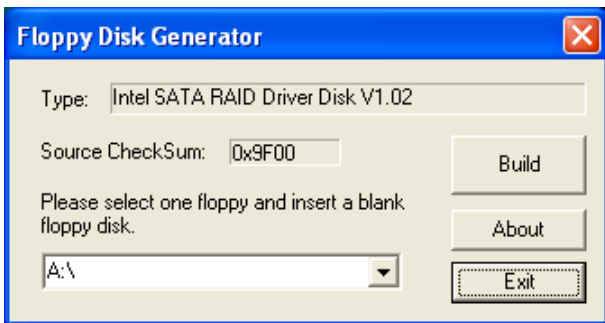 Floppy Disk Generator
Type: Intel SATA RAID Driver Disk V1.02
Source CheckSum: 0x9F00
Build
Please select one floppy and insert a blank
floppy disk.
About
A:\
Exit